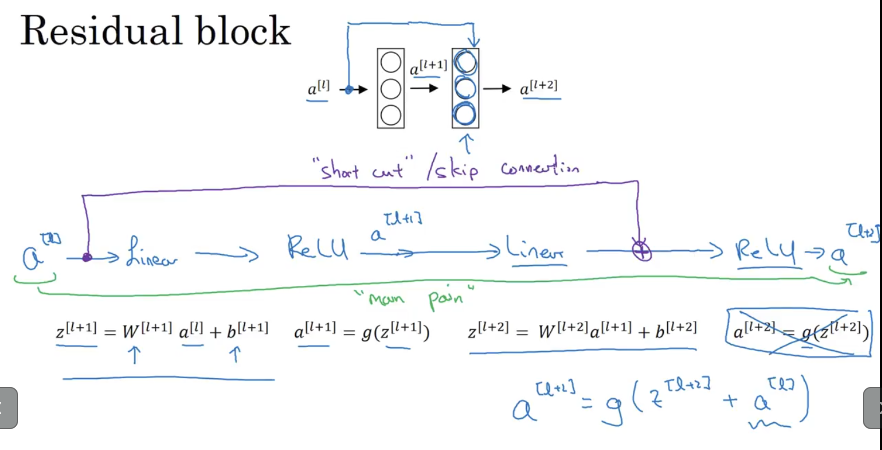 Residual block
a^[l] a^[l+1] a^[l+2]
"short cut" / skip connection
a^[l] → Linear → ReLU a^[l+1] → Linear → ReLU → a^[l+2]
"main path"
z^[l+1] = W^[l+1] a^[l] + b^[l+1] a^[l+1] = g(z^[l+1]) z^[l+2] = W^[l+2]a^[l+1] + b^[l+2] a^[l+2] = g(z^[l+2])
a^[l+2] = g(z^[l+2] + a^[l])